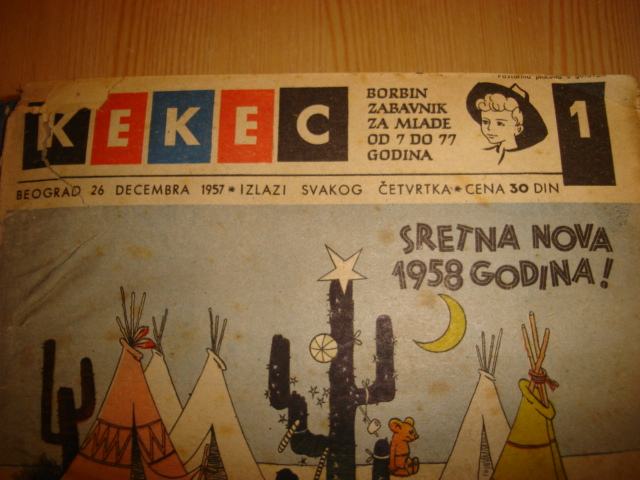 KEKEC
BORBIN
ZABAVNIK
ZA MLADE
OD 7 DO 77
GODINA
1
BEOGRAD 26 DECEMBRA 1957 * IZLAZI SVAKOG ČETVRTKA * CENA 30 DIN
SRETNA NOVA
1958 GODINA!